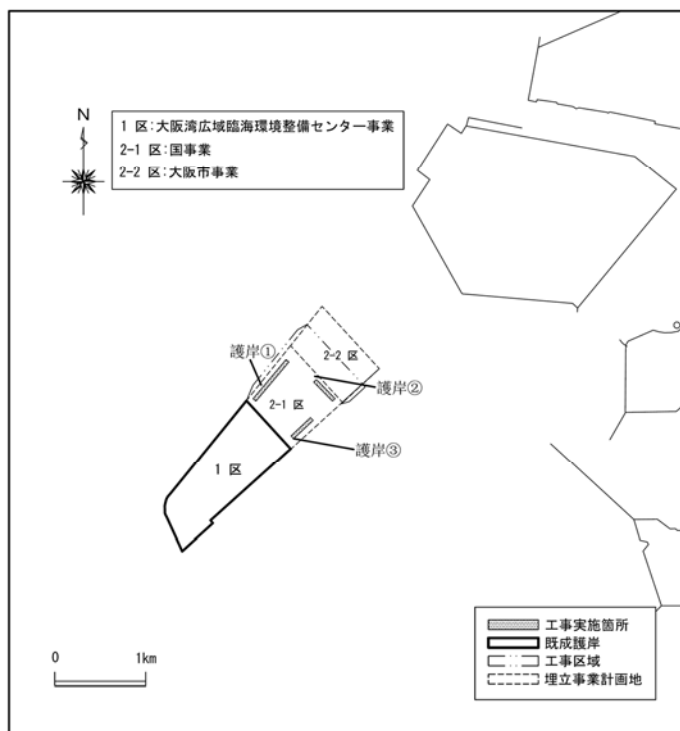 N
1 区:大阪湾広域臨海環境整備センター事業
2-1 区:国事業
2-2 区:大阪市事業
護岸①
2-2 区
護岸②
2-1 区
護岸③
1 区
0 1km
工事実施箇所
既成護岸
工事区域
埋立事業計画地